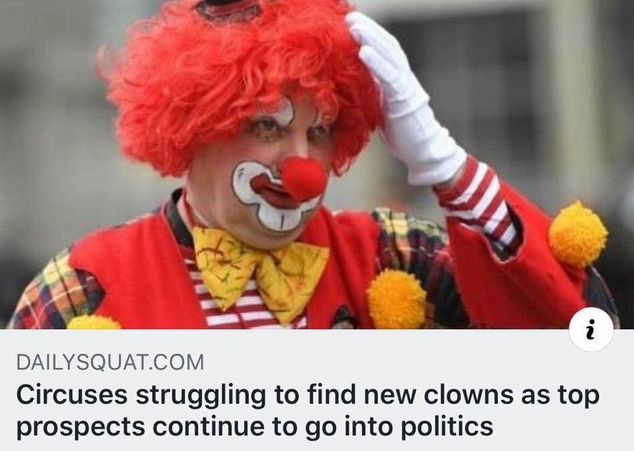 DAILYSQUAT.COM
Circuses struggling to find new clowns as top
prospects continue to go into politics